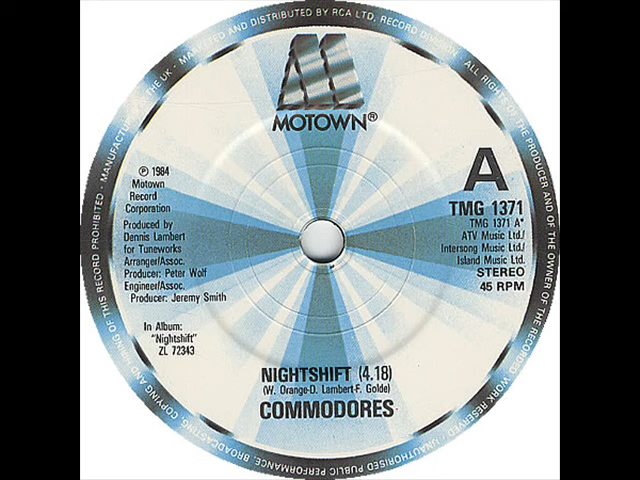 MANUFACTURED IN THE UK - MARKETED AND DISTRIBUTED BY RCA LTD, RECORD DIVISION - ALL RIGHTS OF THE PRODUCER AND OF THE OWNER OF THE RECORDED WORK RESERVED - UNAUTHORISED PUBLIC PERFORMANCE, BROADCASTING, COPYING AND HIRING OF THIS RECORD PROHIBITED -
M
MOTOWN®
℗ 1984
Motown
Record
Corporation
Produced by
Dennis Lambert
for Tuneworks
Arranger/Assoc.
Producer: Peter Wolf
Engineer/Assoc.
Producer: Jeremy Smith
In Album:
"Nightshift"
ZL 72343
A
TMG 1371
TMG 1371 A*
ATV Music Ltd./
Intersong Music Ltd./
Island Music Ltd.
STEREO
45 RPM
NIGHTSHIFT (4.18)
(W. Orange-D. Lambert-F. Golde)
COMMODORES